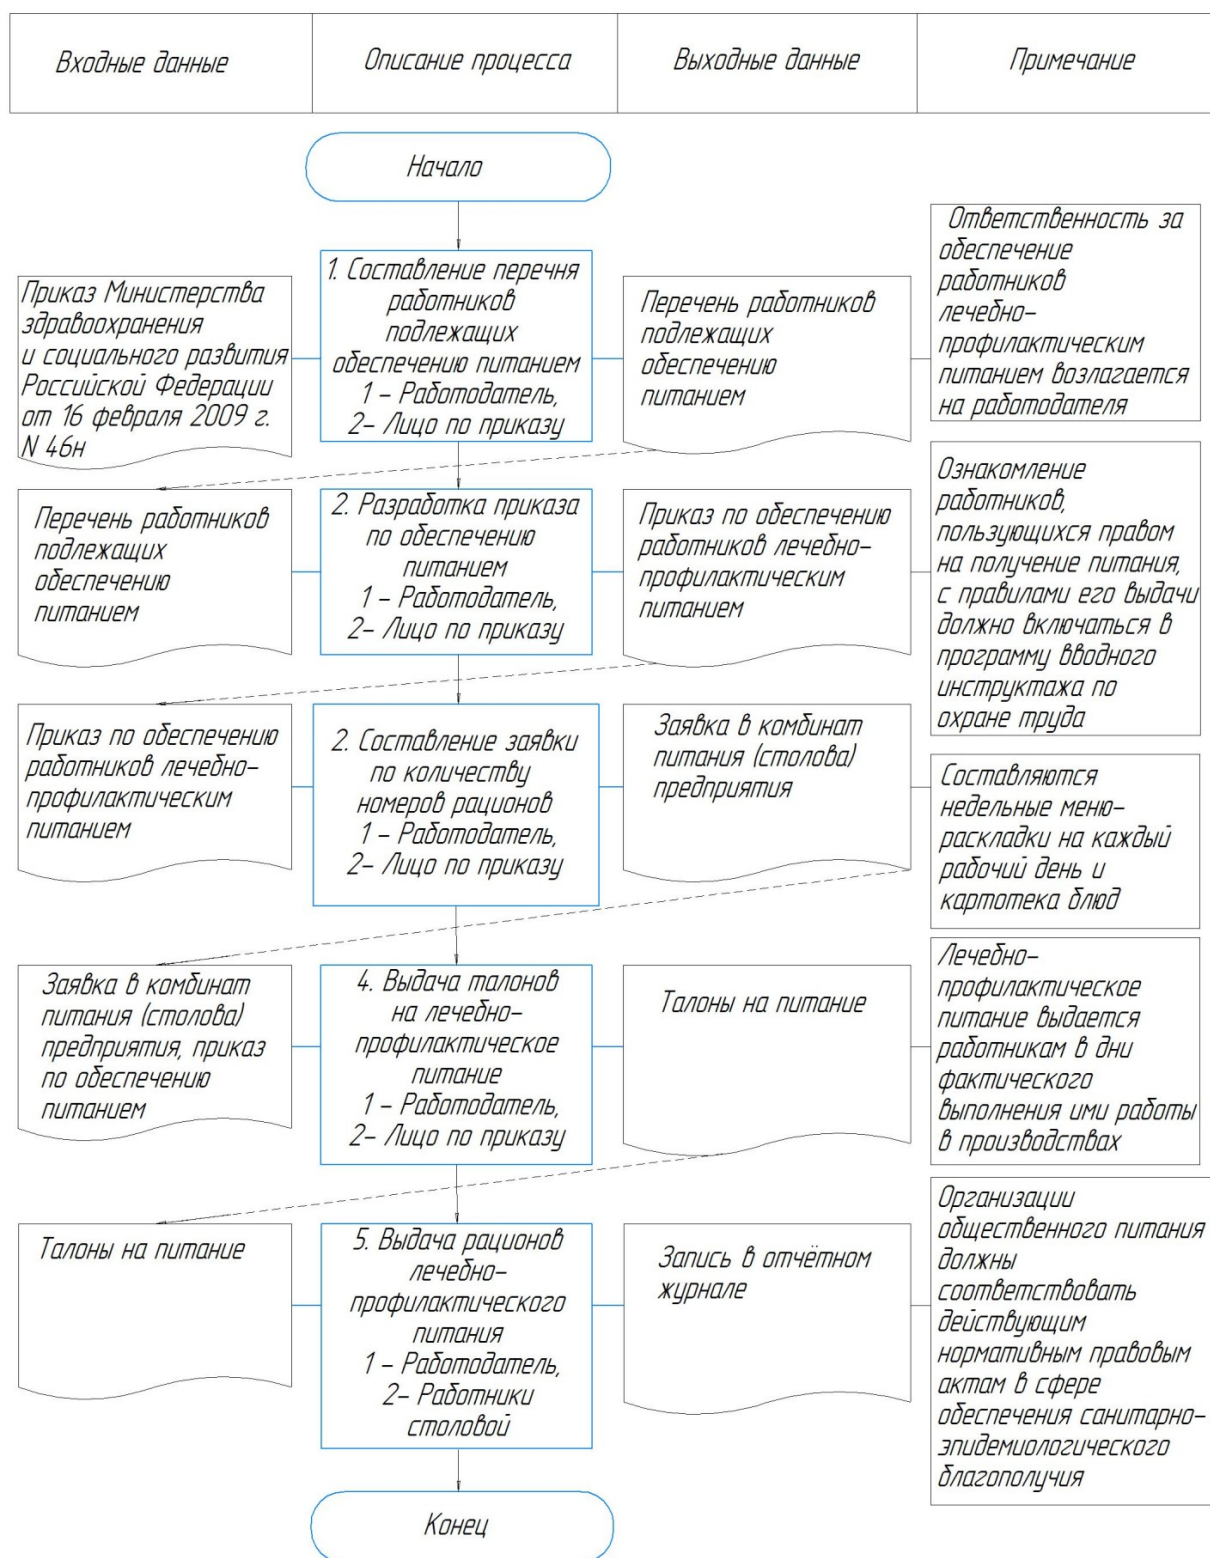 Входные данные
Описание процесса
Выходные данные
Примечание
Начало
Приказ Министерства
здравоохранения
и социального развития
Российской Федерации
от 16 февраля 2009 г.
N 46н
1. Составление перечня
работников
подлежащих
обеспечению питанием
1 – Работодатель,
2– Лицо по приказу
Перечень работников
подлежащих
обеспечению
питанием
Ответственность за
обеспечение
работников
лечебно-
профилактическим
питанием возлагается
на работодателя
Перечень работников
подлежащих
обеспечению
питанием
2. Разработка приказа
по обеспечению
питанием
1 – Работодатель,
2– Лицо по приказу
Приказ по обеспечению
работников лечебно-
профилактическим
питанием
Ознакомление
работников,
пользующихся правом
на получение питания,
с правилами его выдачи
должно включаться в
программу вводного
инструктажа по
охране труда
Приказ по обеспечению
работников лечебно-
профилактическим
питанием
2. Составление заявки
по количеству
номеров рационов
1 – Работодатель,
2– Лицо по приказу
Заявка в комбинат
питания (столова)
предприятия
Составляются
недельные меню-
раскладки на каждый
рабочий день и
картотека блюд
Заявка в комбинат
питания (столова)
предприятия, приказ
по обеспечению
питанием
4. Выдача талонов
на лечебно-
профилактическое
питание
1 – Работодатель,
2– Лицо по приказу
Талоны на питание
Лечебно-
профилактическое
питание выдается
работникам в дни
фактического
выполнения ими работы
в производствах
Талоны на питание
5. Выдача рационов
лечебно-
профилактического
питания
1 – Работодатель,
2– Работники
столовой
Запись в отчётном
журнале
Организации
общественного питания
должны
соответствовать
действующим
нормативным правовым
актам в сфере
обеспечения санитарно-
эпидемиологического
благополучия
Конец